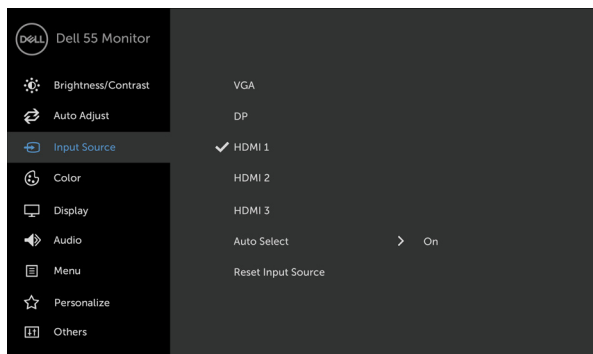 DELL Dell 55 Monitor
Brightness/Contrast
VGA
Auto Adjust
DP
Input Source
HDMI 1
Color
HDMI 2
Display
HDMI 3
Audio
Auto Select On
Menu
Reset Input Source
Personalize
Others